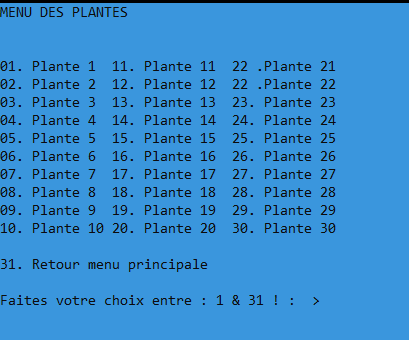 MENU DES PLANTES
01. Plante 1  11. Plante 11  22 .Plante 21
02. Plante 2  12. Plante 12  22 .Plante 22
03. Plante 3  13. Plante 13  23. Plante 23
04. Plante 4  14. Plante 14  24. Plante 24
05. Plante 5  15. Plante 15  25. Plante 25
06. Plante 6  16. Plante 16  26. Plante 26
07. Plante 7  17. Plante 17  27. Plante 27
08. Plante 8  18. Plante 18  28. Plante 28
09. Plante 9  19. Plante 19  29. Plante 29
10. Plante 10 20. Plante 20  30. Plante 30
31. Retour menu principale
Faites votre choix entre : 1 & 31 ! :  >